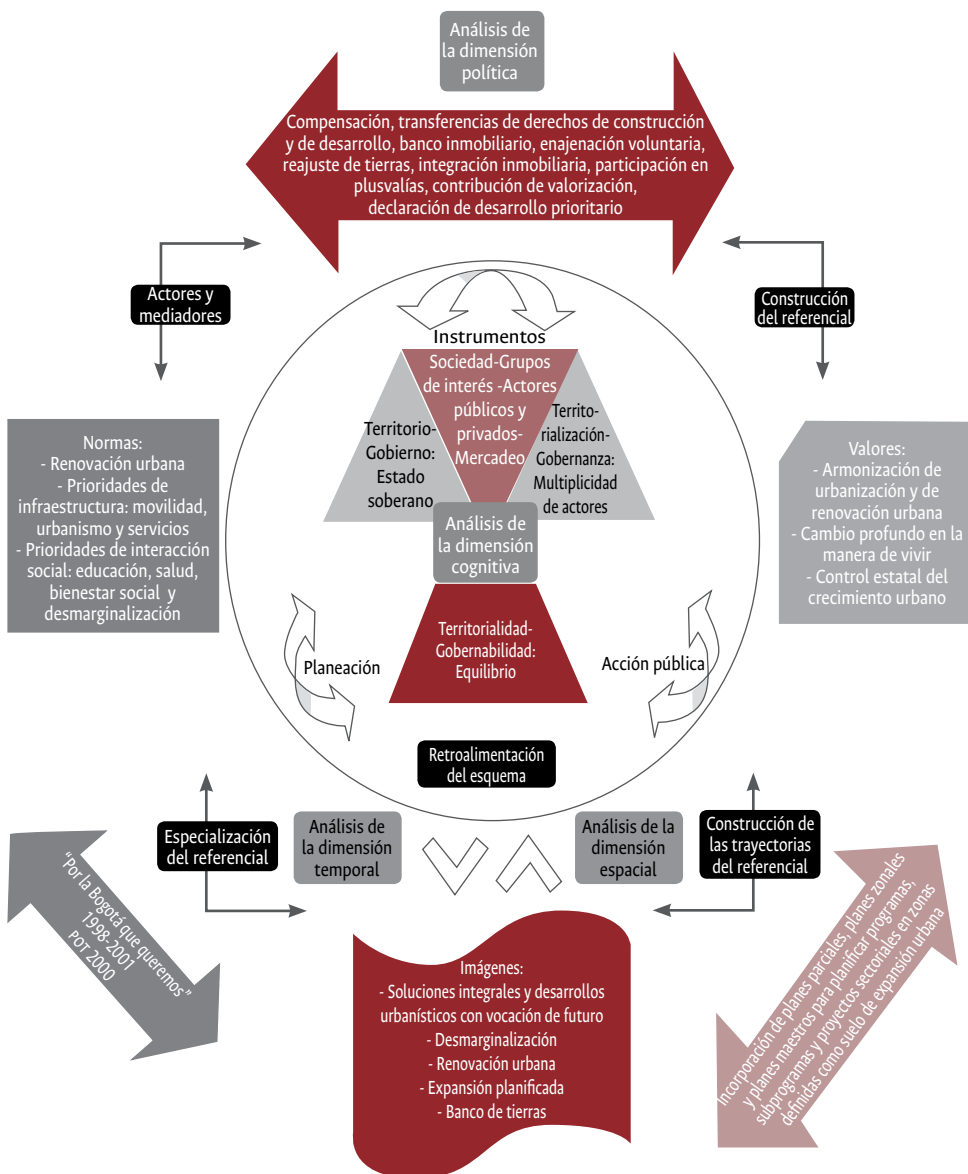 Análisis de
la dimensión
política
Compensación, transferencias de derechos de construcción
y de desarrollo, banco inmobiliario, enajenación voluntaria,
reajuste de tierras, integración inmobiliaria, participación en
plusvalías, contribución de valorización,
declaración de desarrollo prioritario
Actores y
mediadores
Construcción
del referencial
Instrumentos
Sociedad-Grupos
de interés -Actores
públicos y
privados-
Mercadeo
Territorio-
Gobierno:
Estado
soberano
Territo-
rialización-
Gobernanza:
Multiplicidad
de actores
Normas:
- Renovación urbana
- Prioridades de
infraestructura: movilidad,
urbanismo y servicios
- Prioridades de interacción
social: educación, salud,
bienestar social y
desmarginalización
Valores:
- Armonización de
urbanización y de
renovación urbana
- Cambio profundo en la
manera de vivir
- Control estatal del
crecimiento urbano
Análisis de
la dimensión
cognitiva
Territorialidad-
Gobernabilidad:
Equilibrio
Planeación
Acción pública
Retroalimentación
del esquema
Especialización
del referencial
Análisis de
la dimensión
temporal
Análisis de la
dimensión
espacial
Construcción de
las trayectorias
del referencial
"Por la Bogotá que queremos"
1998-2001
POT 2000
Imágenes:
- Soluciones integrales y desarrollos
urbanísticos con vocación de futuro
- Desmarginalización
- Renovación urbana
- Expansión planificada
- Banco de tierras
Incorporación de planes parciales, planes zonales
y planes maestros para planificar programas,
subprogramas y proyectos sectoriales en zonas
definidas como suelo de expansión urbana